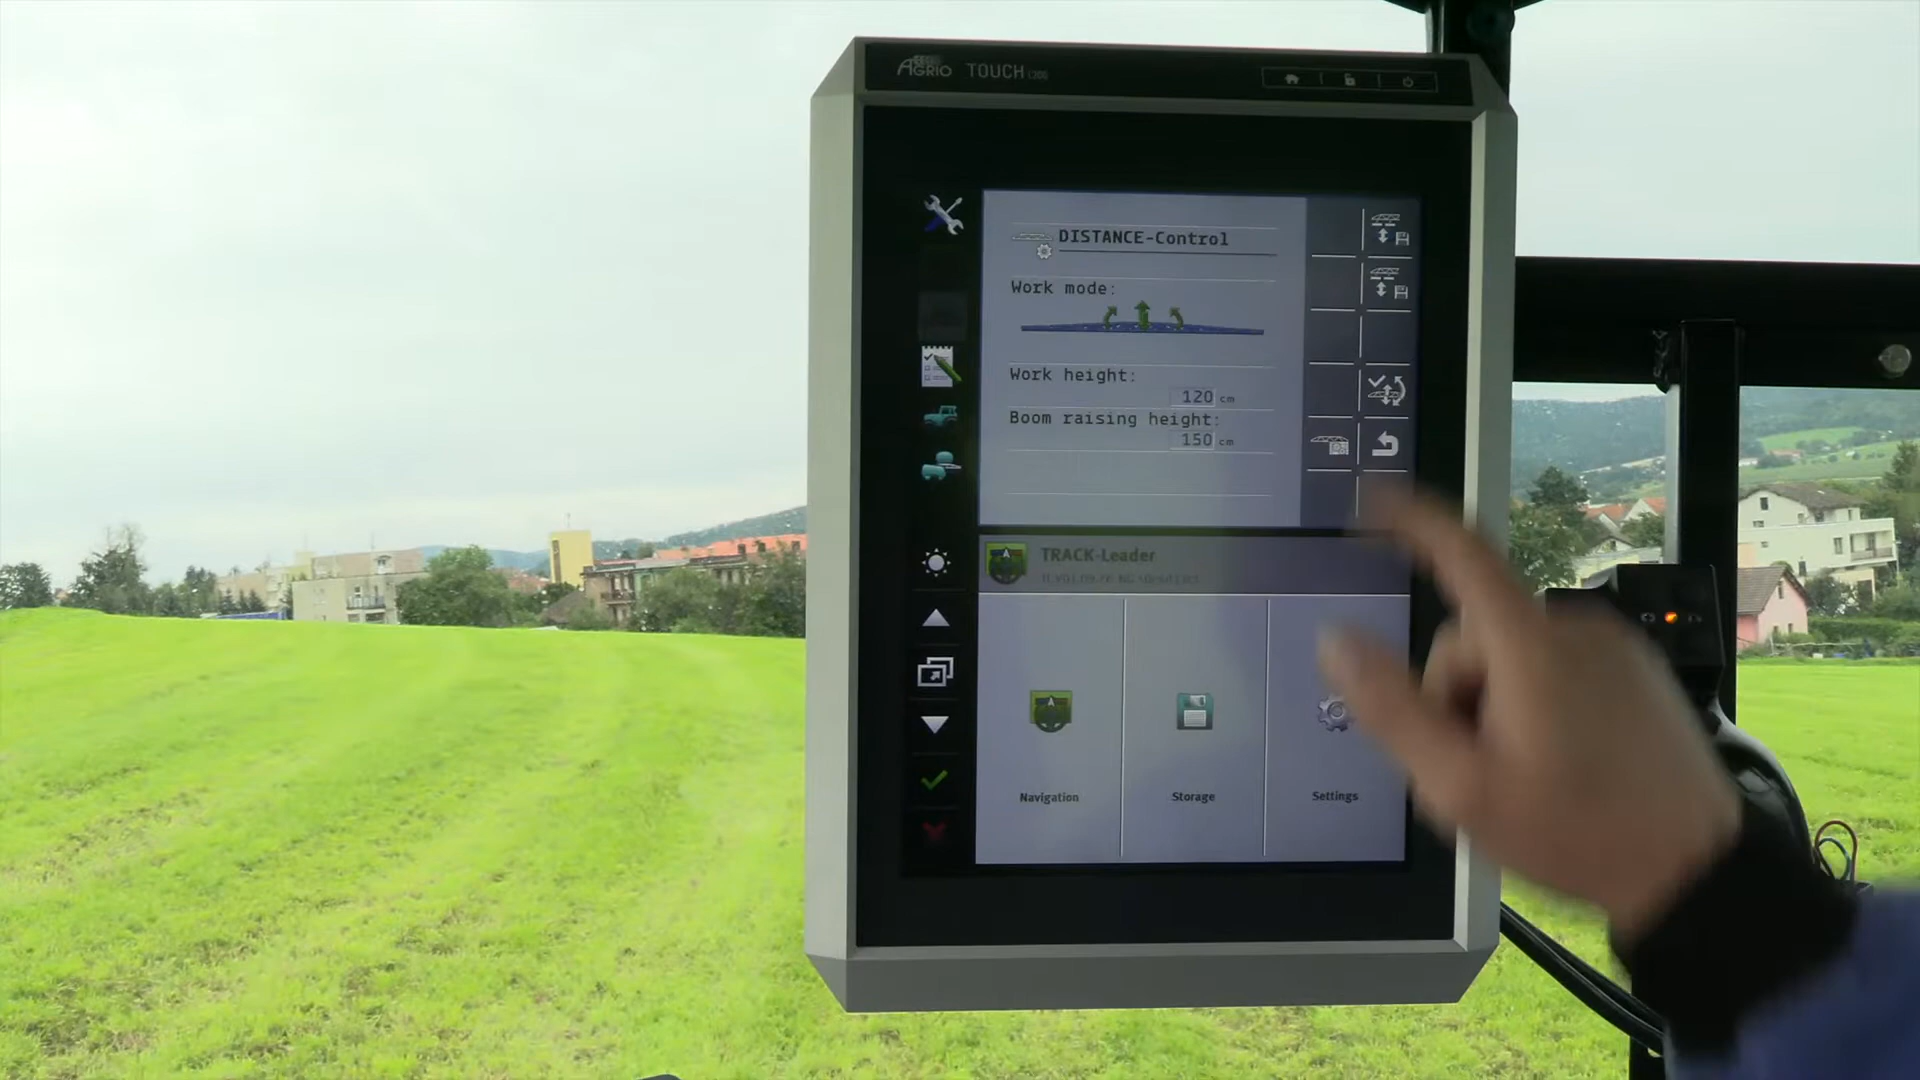 AGRIO TOUCH
DISTANCE-Control
Work mode:
Work height:
120 cm
Boom raising height:
150 cm
TRACK-Leader
Navigation
Storage
Settings